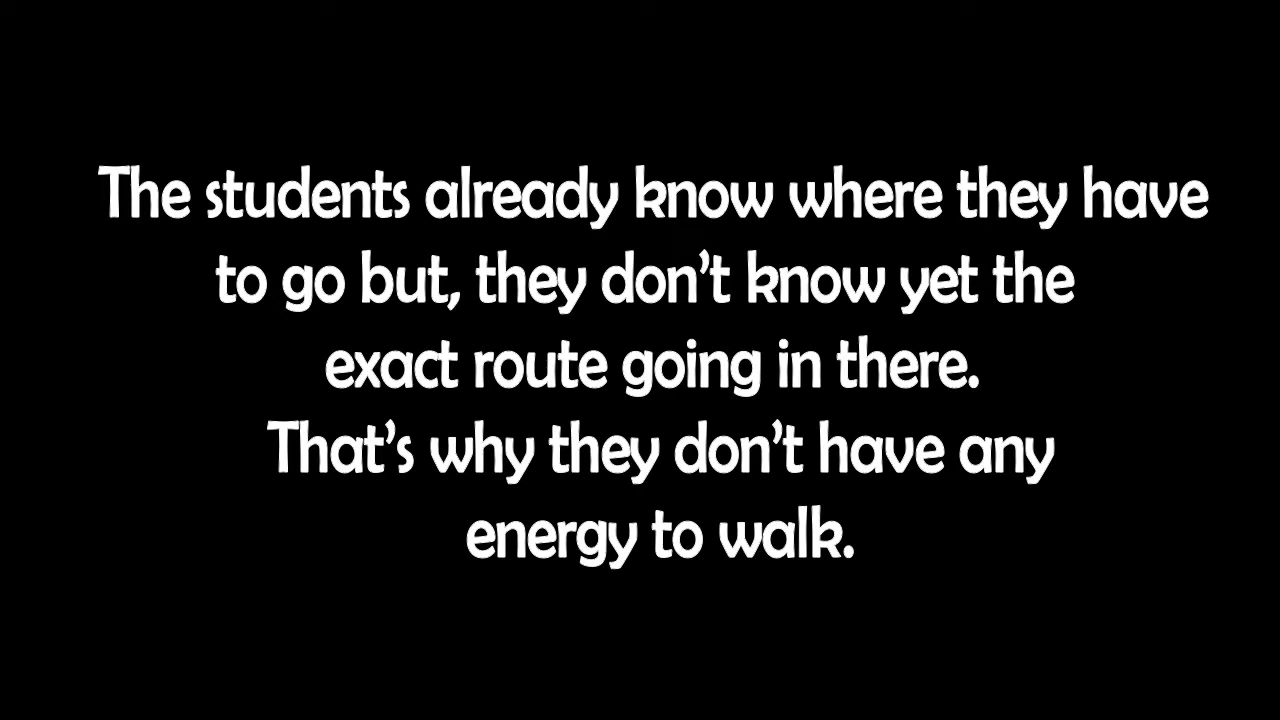 The students already know where they have
to go but, they don’t know yet the
exact route going in there.
That’s why they don’t have any
energy to walk.